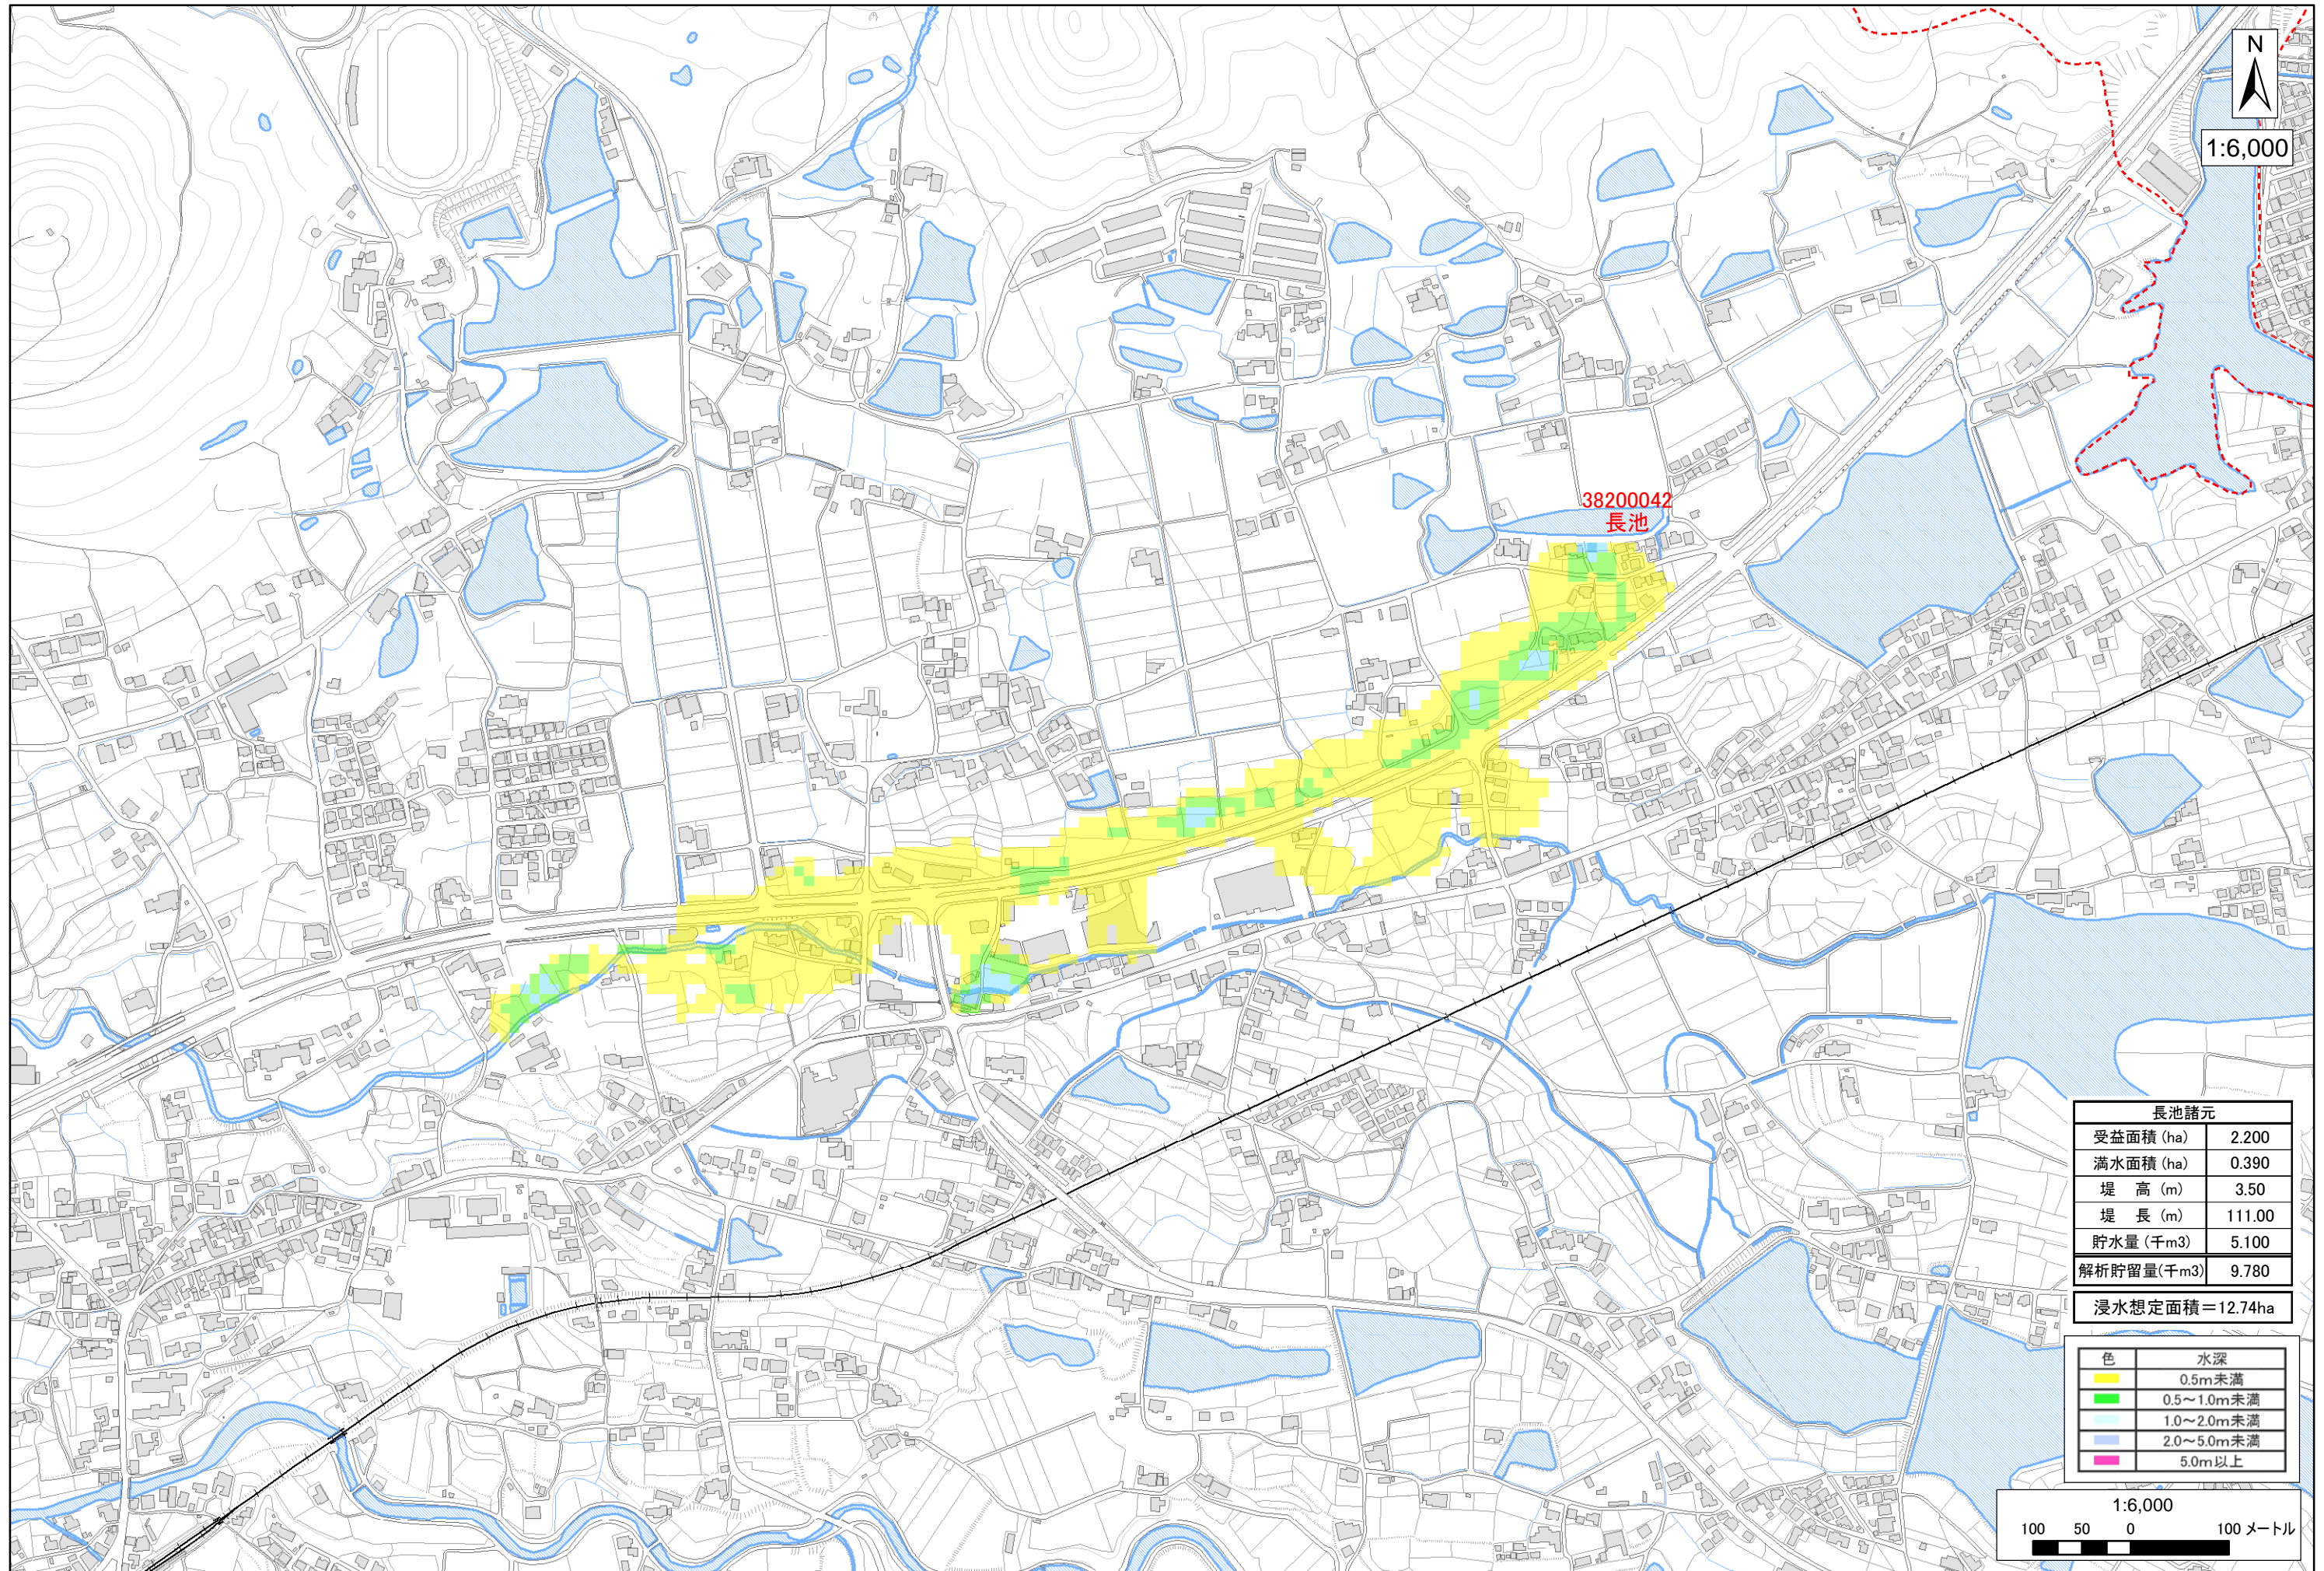 N
1:6,000
38200042
長池
長池諸元
受益面積 (ha) 2.200
満水面積 (ha) 0.390
堤 高 (m) 3.50
堤 長 (m) 111.00
貯水量 (千m3) 5.100
解析貯留量(千m3) 9.780
浸水想定面積＝12.74ha
色 水深
0.5m未満
0.5～1.0m未満
1.0～2.0m未満
2.0～5.0m未満
5.0m以上
1:6,000
100 50 0 100 メートル